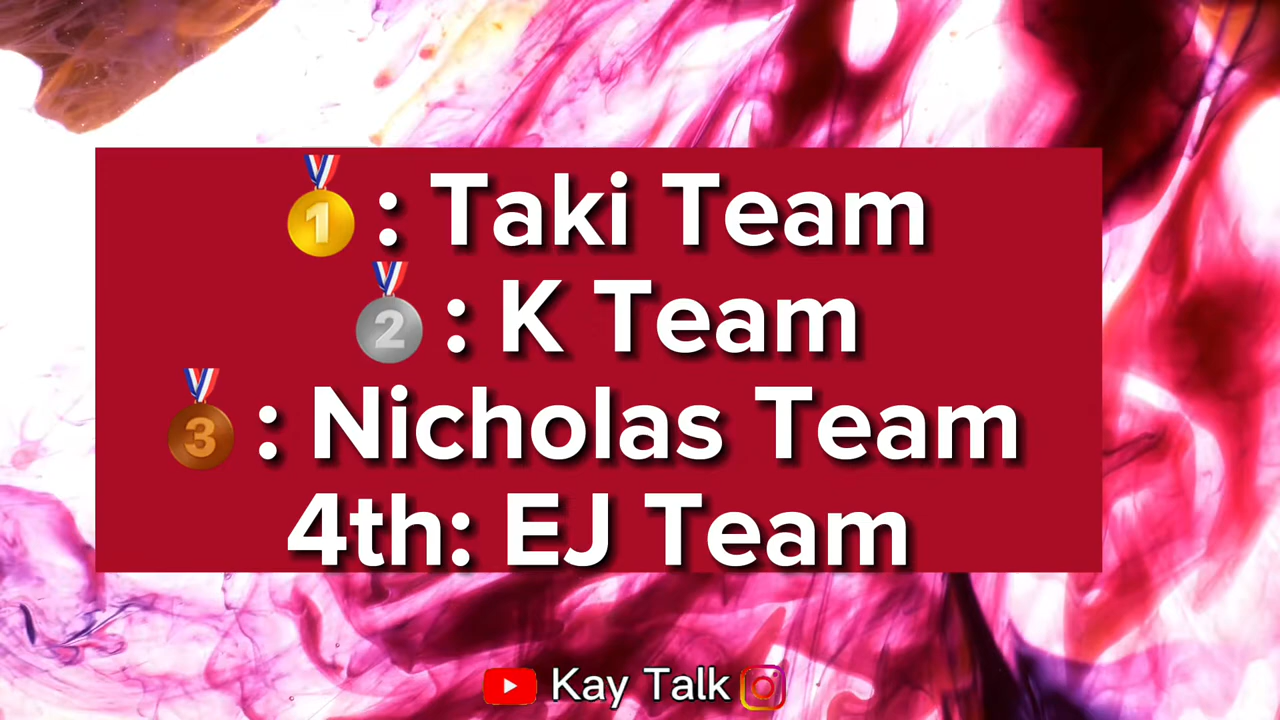 🥇: Taki Team
🥈: K Team
🥉: Nicholas Team
4th: EJ Team
Kay Talk